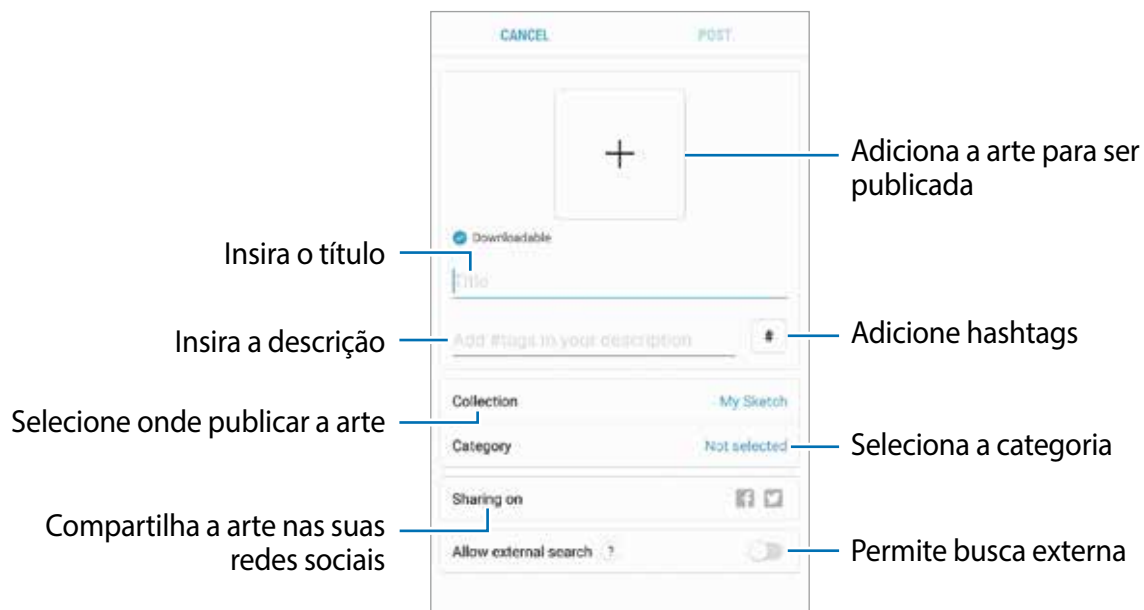 CANCEL POST
Adiciona a arte para ser
publicada
Downloadable
Insira o título
Title
Insira a descrição
Add #tags in your description
#
Adicione hashtags
Collection My Sketch
Selecione onde publicar a arte
Category Not selected
Seleciona a categoria
Sharing on
Compartilha a arte nas suas
redes sociais
Allow external search ?
Permite busca externa